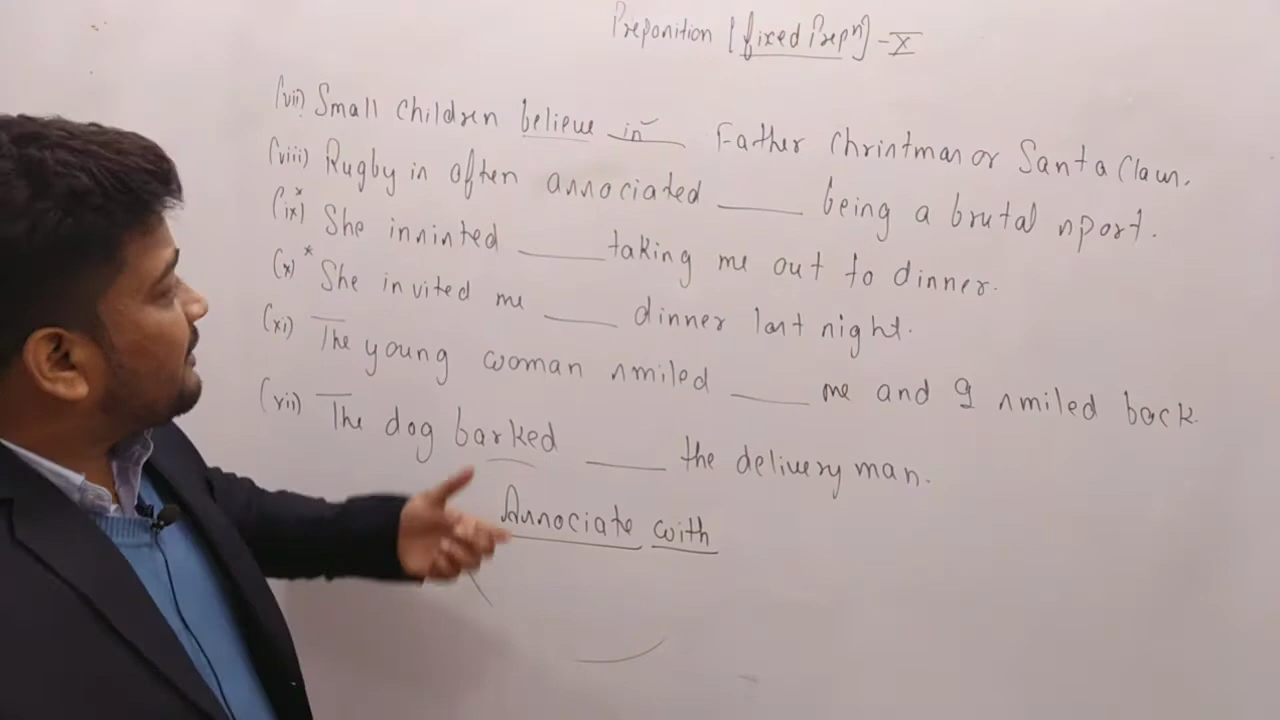 Preposition [fixed Prepn] - X
(vii) Small children believe in Father Christmas or Santa Claus.
(viii) Rugby is often associated ____ being a brutal sport.
(ix)* She insisted ____ taking me out to dinner.
(x)* She invited me ____ dinner last night.
(xi) The young woman smiled ____ me and I smiled back.
(xii) The dog barked ____ the delivery man.
Associate with